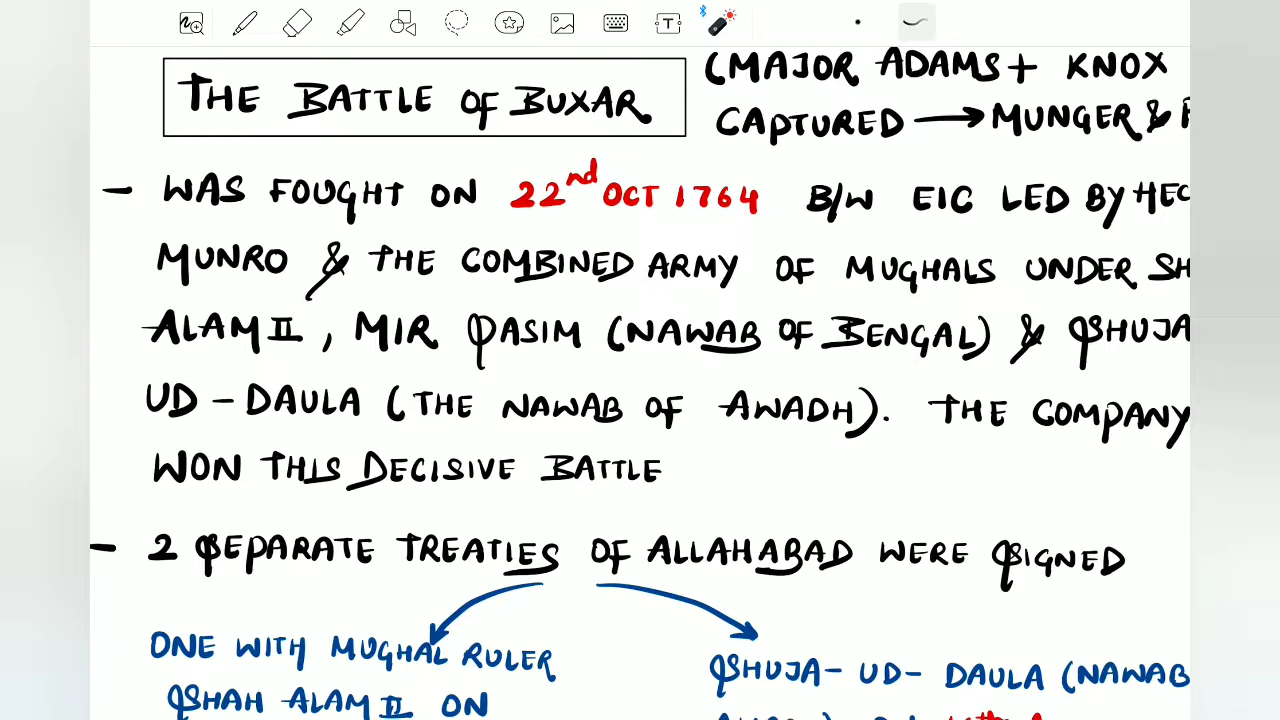 THE BATTLE OF BUXAR
(MAJOR ADAMS + KNOX
CAPTURED → MUNGER &
- WAS FOUGHT ON 22nd OCT 1764 B/W EIC LED BY HEC
MUNRO & THE COMBINED ARMY OF MUGHALS UNDER SH
ALAM II, MIR QASIM (NAWAB OF BENGAL) & SHUJA
UD - DAULA (THE NAWAB OF AWADH). THE COMPANY
WON THIS DECISIVE BATTLE
- 2 SEPARATE TREATIES OF ALLAHABAD WERE SIGNED
ONE WITH MUGHAL RULER
SHAH ALAM II ON
SHUJA - UD - DAULA (NAWAB